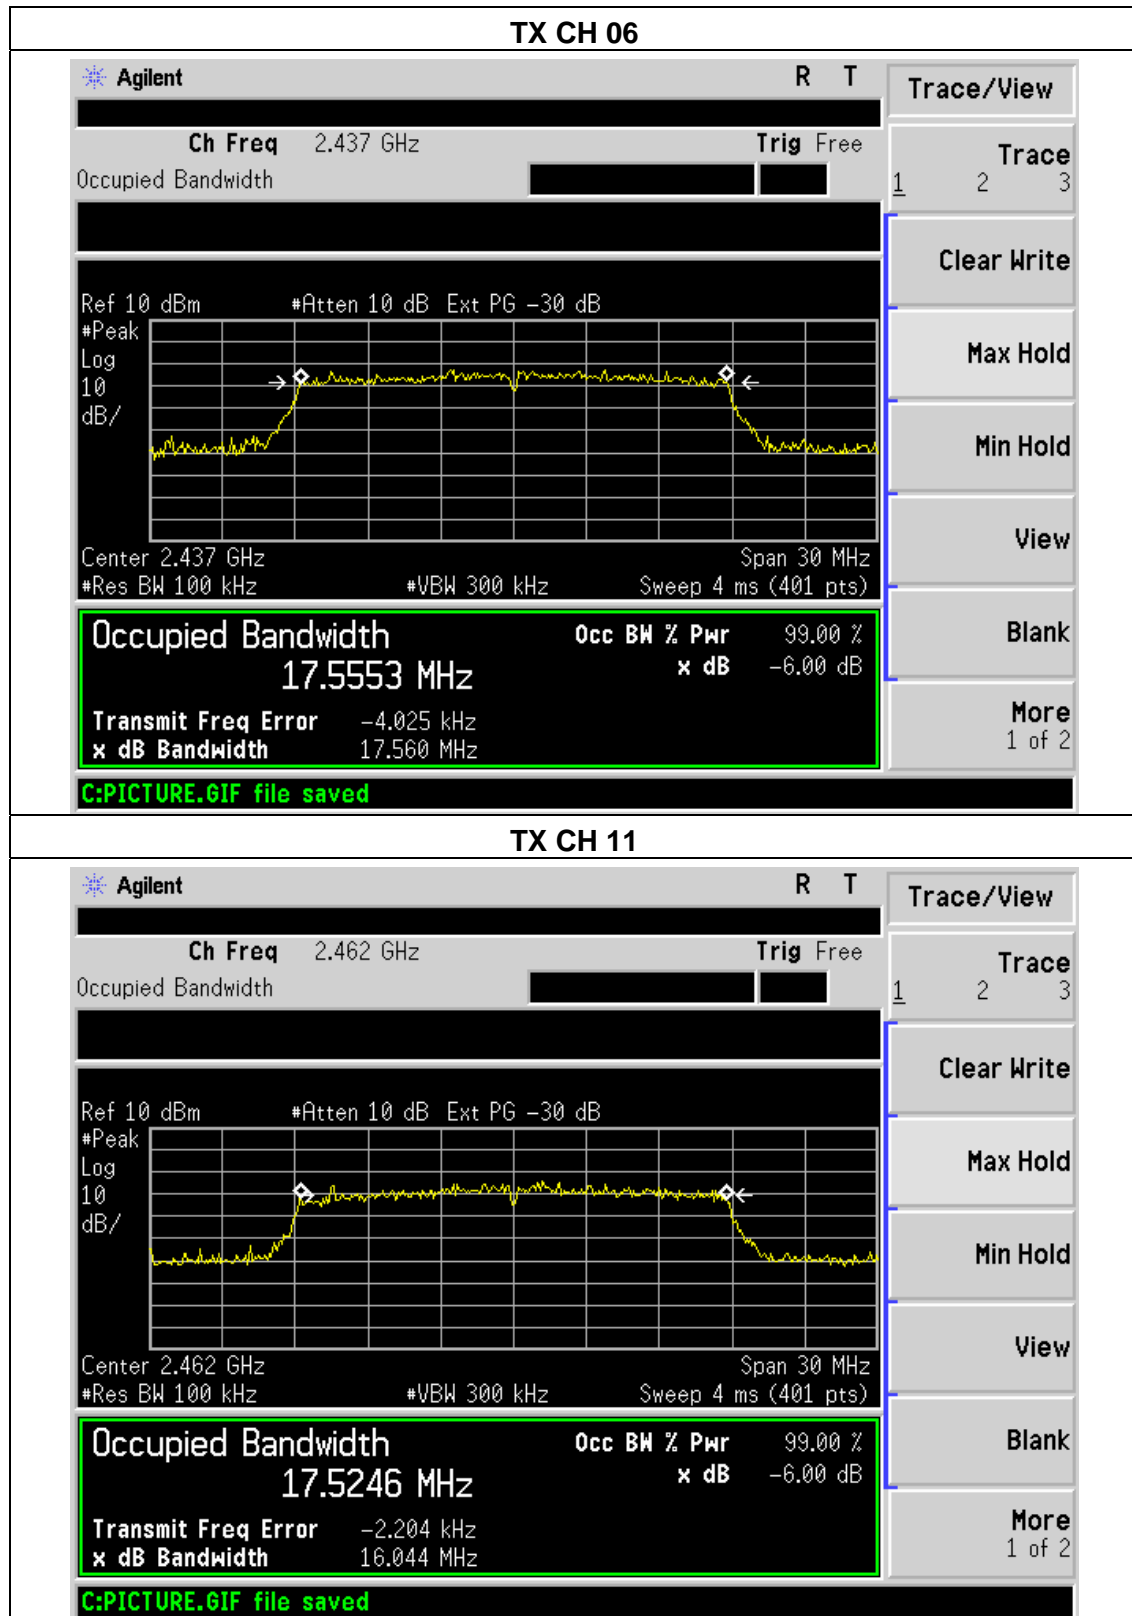 TX CH 06
Agilent R T
Trace/View
Ch Freq 2.437 GHz Trig Free
Occupied Bandwidth
Trace
1 2 3
Clear Write
Max Hold
Min Hold
View
Blank
More
1 of 2
Ref 10 dBm #Atten 10 dB Ext PG -30 dB
#Peak
Log
10
dB/
Center 2.437 GHz Span 30 MHz
#Res BW 100 kHz #VBW 300 kHz Sweep 4 ms (401 pts)
Occupied Bandwidth Occ BW % Pwr 99.00 %
17.5553 MHz x dB -6.00 dB
Transmit Freq Error -4.025 kHz
x dB Bandwidth 17.560 MHz
C:PICTURE.GIF file saved
TX CH 11
Agilent R T
Trace/View
Ch Freq 2.462 GHz Trig Free
Occupied Bandwidth
Trace
1 2 3
Clear Write
Max Hold
Min Hold
View
Blank
More
1 of 2
Ref 10 dBm #Atten 10 dB Ext PG -30 dB
#Peak
Log
10
dB/
Center 2.462 GHz Span 30 MHz
#Res BW 100 kHz #VBW 300 kHz Sweep 4 ms (401 pts)
Occupied Bandwidth Occ BW % Pwr 99.00 %
17.5246 MHz x dB -6.00 dB
Transmit Freq Error -2.204 kHz
x dB Bandwidth 16.044 MHz
C:PICTURE.GIF file saved